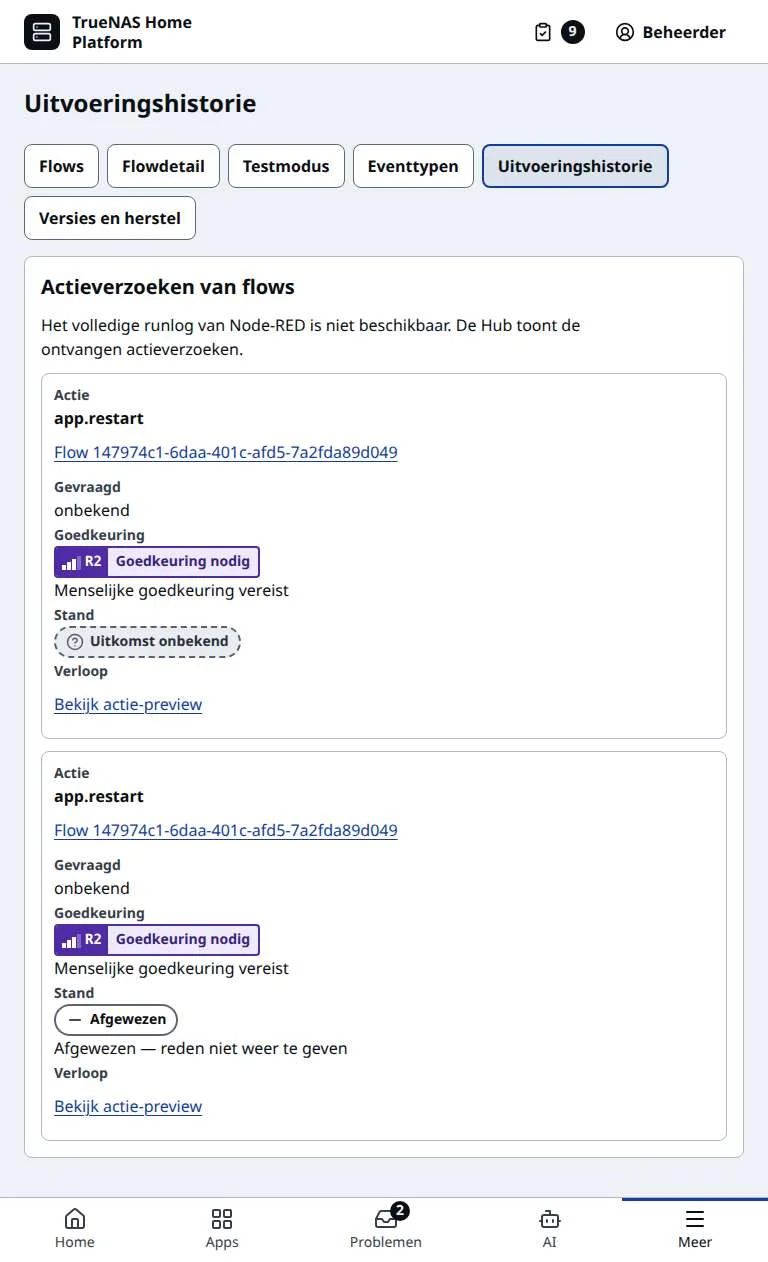 TrueNAS Home
Platform
9
Beheerder
Uitvoeringshistorie
Flows
Flowdetail
Testmodus
Eventtypen
Uitvoeringshistorie
Versies en herstel
Actieverzoeken van flows
Het volledige runlog van Node-RED is niet beschikbaar. De Hub toont de
ontvangen actieverzoeken.
Actie
app.restart
Flow 147974c1-6daa-401c-afd5-7a2fda89d049
Gevraagd
onbekend
Goedkeuring
R2 Goedkeuring nodig
Menselijke goedkeuring vereist
Stand
Uitkomst onbekend
Verloop
Bekijk actie-preview
Actie
app.restart
Flow 147974c1-6daa-401c-afd5-7a2fda89d049
Gevraagd
onbekend
Goedkeuring
R2 Goedkeuring nodig
Menselijke goedkeuring vereist
Stand
Afgewezen
Afgewezen — reden niet weer te geven
Verloop
Bekijk actie-preview
Home
Apps
2
Problemen
AI
Meer